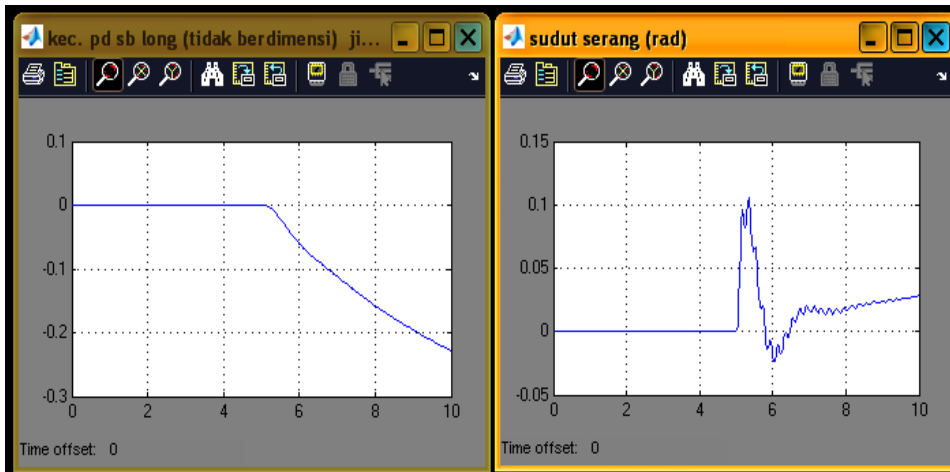 kec. pd sb long (tidak berdimensi) ji...
0.1
0
-0.1
-0.2
-0.3
0 2 4 6 8 10
Time offset: 0
sudut serang (rad)
0.15
0.1
0.05
0
-0.05
0 2 4 6 8 10
Time offset: 0